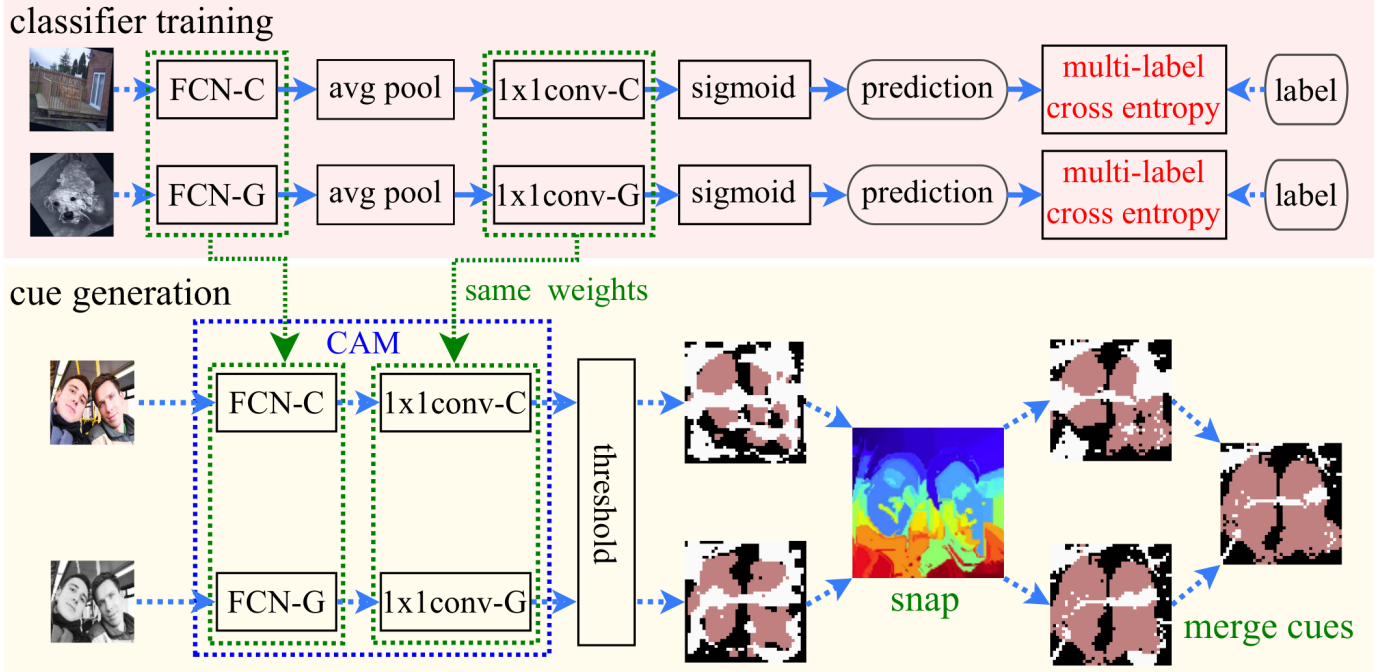 classifier training
FCN-C
avg pool
1x1conv-C
sigmoid
prediction
multi-label
cross entropy
label
FCN-G
avg pool
1x1conv-G
sigmoid
prediction
multi-label
cross entropy
label
cue generation
same weights
CAM
FCN-C
1x1conv-C
threshold
FCN-G
1x1conv-G
snap
merge cues